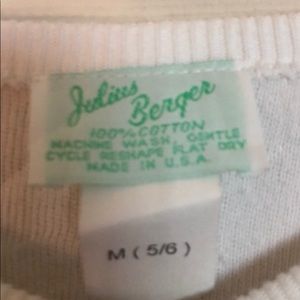 Julius
Berger
100% COTTON
MACHINE WASH GENTLE
CYCLE RESHAPE FLAT DRY
MADE IN U.S.A.
M ( 5/6 )